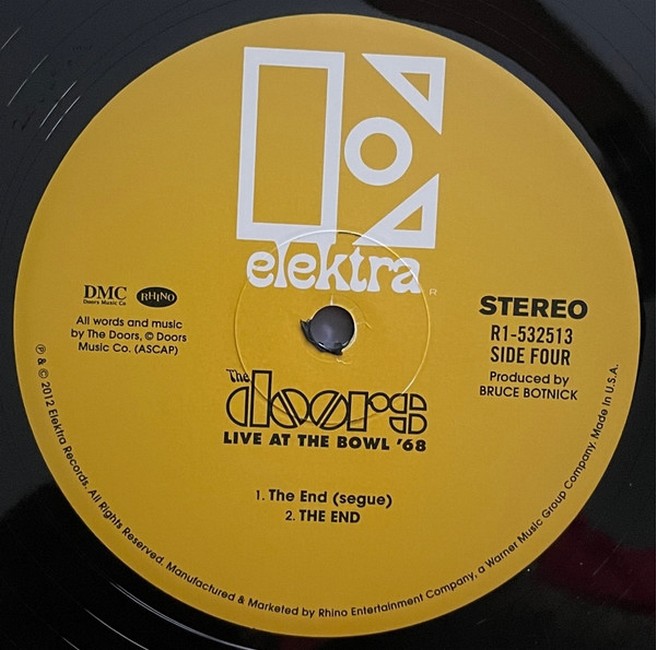 elektra
R
DMC
Doors Music Co
RHINO
All words and music
by The Doors, © Doors
Music Co. (ASCAP)
STEREO
R1-532513
SIDE FOUR
Produced by
BRUCE BOTNICK
The
doors
LIVE AT THE BOWL '68
1. The End (segue)
2. THE END
℗ & © 2012 Elektra Records. All Rights Reserved. Manufactured & Marketed by Rhino Entertainment Company, a Warner Music Group Company. Made in U.S.A.